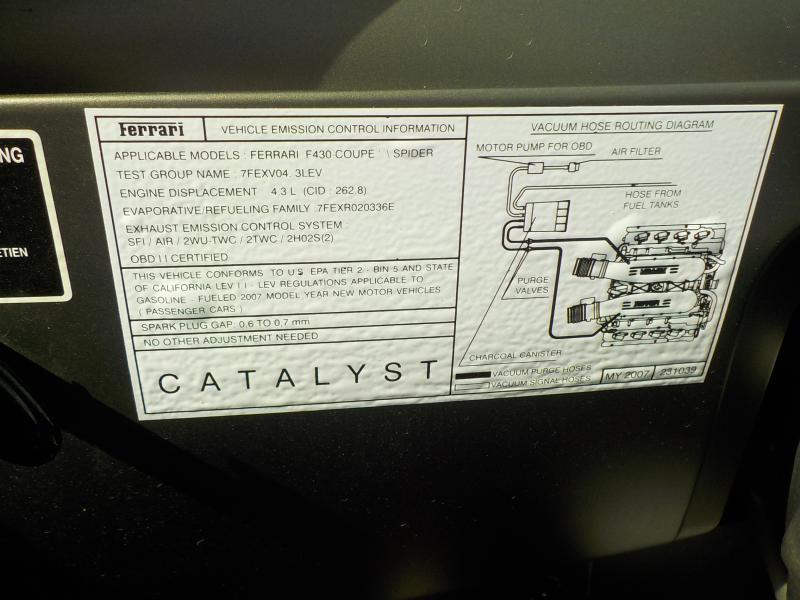 NG
ETIEN
Ferrari
VEHICLE EMISSION CONTROL INFORMATION
APPLICABLE MODELS : FERRARI F430 COUPE \ SPIDER
TEST GROUP NAME : 7FEXV04. 3LEV
ENGINE DISPLACEMENT : 4.3 L (CID : 262.8)
EVAPORATIVE/REFUELING FAMILY :7FEXR020336E
EXHAUST EMISSION CONTROL SYSTEM :
SFI / AIR / 2WU-TWC / 2TWC / 2HO2S(2)
OBD II CERTIFIED
THIS VEHICLE CONFORMS TO U.S EPA TIER 2 - BIN 5 AND STATE
OF CALIFORNIA LEV II - LEV REGULATIONS APPLICABLE TO
GASOLINE - FUELED 2007 MODEL YEAR NEW MOTOR VEHICLES
( PASSENGER CARS )
SPARK PLUG GAP: 0,6 TO 0,7 mm
NO OTHER ADJUSTMENT NEEDED
CATALYST
VACUUM HOSE ROUTING DIAGRAM
MOTOR PUMP FOR OBD
AIR FILTER
HOSE FROM
FUEL TANKS
PURGE
VALVES
CHARCOAL CANISTER
VACUUM PURGE HOSES
VACUUM SIGNAL HOSES
MY 2007
231039